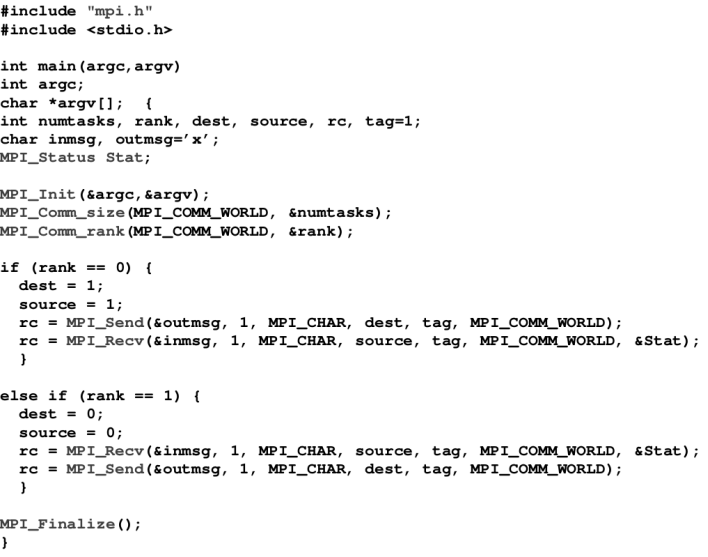 #include "mpi.h"
#include <stdio.h>
int main(argc,argv)
int argc;
char *argv[];  {
int numtasks, rank, dest, source, rc, tag=1;
char inmsg, outmsg=’x’;
MPI_Status Stat;
MPI_Init(&argc,&argv);
MPI_Comm_size(MPI_COMM_WORLD, &numtasks);
MPI_Comm_rank(MPI_COMM_WORLD, &rank);
if (rank == 0) {
  dest = 1;
  source = 1;
  rc = MPI_Send(&outmsg, 1, MPI_CHAR, dest, tag, MPI_COMM_WORLD);
  rc = MPI_Recv(&inmsg, 1, MPI_CHAR, source, tag, MPI_COMM_WORLD, &Stat);
  }
else if (rank == 1) {
  dest = 0;
  source = 0;
  rc = MPI_Recv(&inmsg, 1, MPI_CHAR, source, tag, MPI_COMM_WORLD, &Stat);
  rc = MPI_Send(&outmsg, 1, MPI_CHAR, dest, tag, MPI_COMM_WORLD);
  }
MPI_Finalize();
}